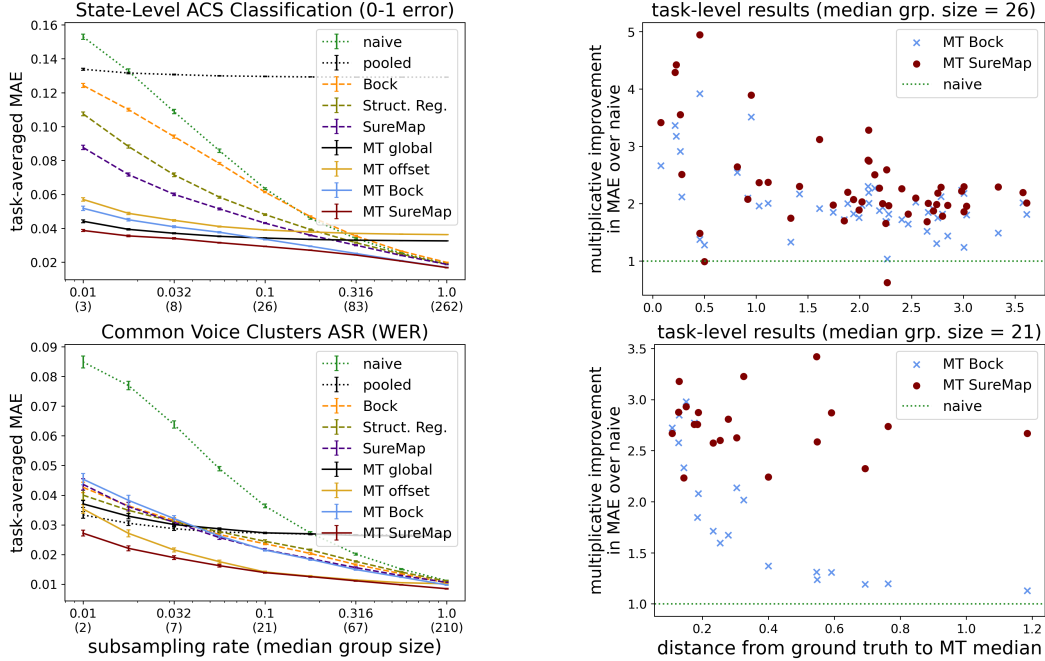 State-Level ACS Classification (0-1 error)
task-averaged MAE
0.16
0.14
0.12
0.10
0.08
0.06
0.04
0.02
naive
pooled
Bock
Struct. Reg.
SureMap
MT global
MT offset
MT Bock
MT SureMap
0.01 0.032 0.1 0.316 1.0
(3) (8) (26) (83) (262)
task-level results (median grp. size = 26)
multiplicative improvement
in MAE over naive
5
4
3
2
1
MT Bock
MT SureMap
naive
0.0 0.5 1.0 1.5 2.0 2.5 3.0 3.5
Common Voice Clusters ASR (WER)
task-averaged MAE
0.09
0.08
0.07
0.06
0.05
0.04
0.03
0.02
0.01
naive
pooled
Bock
Struct. Reg.
SureMap
MT global
MT offset
MT Bock
MT SureMap
0.01 0.032 0.1 0.316 1.0
(2) (7) (21) (67) (210)
subsampling rate (median group size)
task-level results (median grp. size = 21)
multiplicative improvement
in MAE over naive
3.5
3.0
2.5
2.0
1.5
1.0
MT Bock
MT SureMap
naive
0.2 0.4 0.6 0.8 1.0 1.2
distance from ground truth to MT median